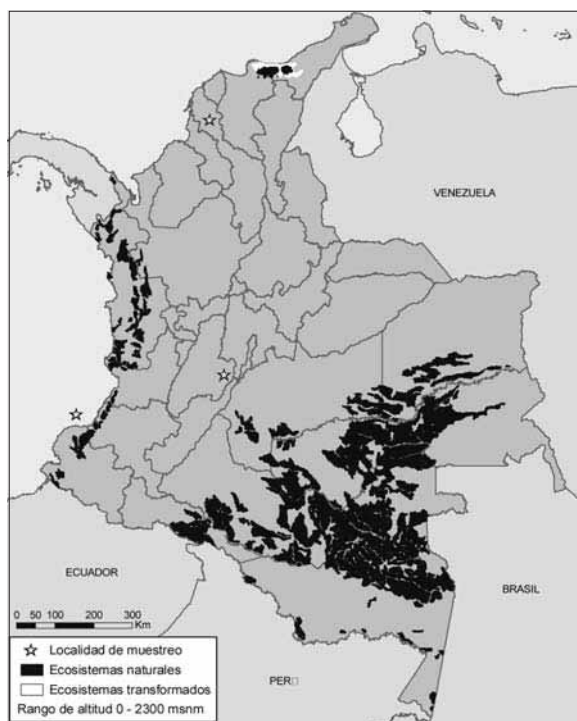 VENEZUELA
ECUADOR
BRASIL
0 50 100 200 300
Km
Localidad de muestreo
Ecosistemas naturales
Ecosistemas transformados
Rango de altitud 0 - 2300 msnm
PER□